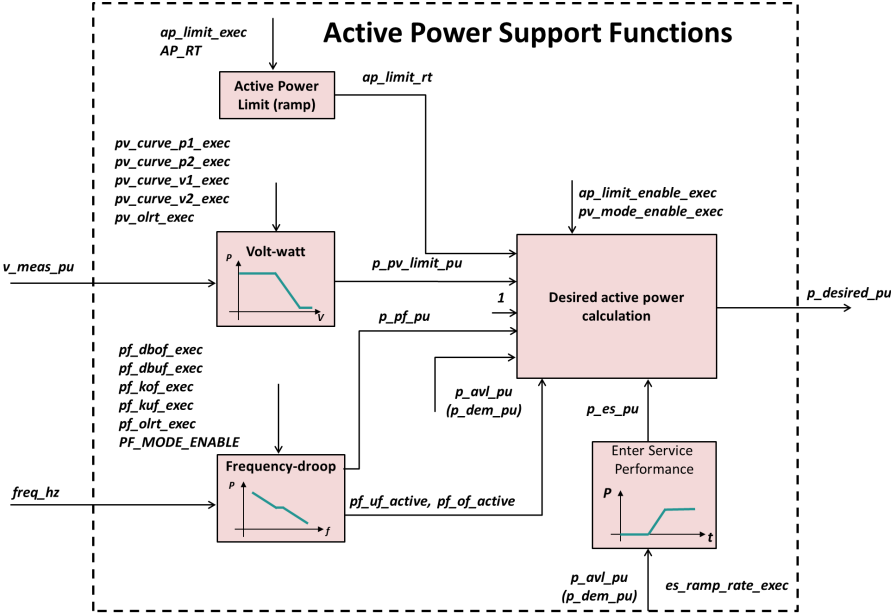 Active Power Support Functions
ap_limit_exec
AP_RT
Active Power
Limit (ramp)
ap_limit_rt
pv_curve_p1_exec
pv_curve_p2_exec
pv_curve_v1_exec
pv_curve_v2_exec
pv_olrt_exec
ap_limit_enable_exec
pv_mode_enable_exec
v_meas_pu
Volt-watt
P
V
p_pv_limit_pu
1
Desired active power
calculation
p_desired_pu
p_pf_pu
pf_dbof_exec
pf_dbuf_exec
pf_kof_exec
pf_kuf_exec
pf_olrt_exec
PF_MODE_ENABLE
p_avl_pu
(p_dem_pu)
p_es_pu
Frequency-droop
P
f
freq_hz
pf_uf_active, pf_of_active
Enter Service
Performance
P
t
p_avl_pu
(p_dem_pu)
es_ramp_rate_exec